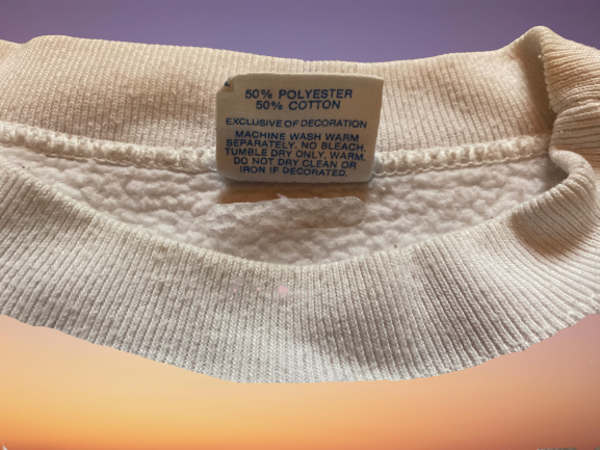 50% POLYESTER
50% COTTON
EXCLUSIVE OF DECORATION
MACHINE WASH WARM
SEPARATELY. NO BLEACH.
TUMBLE DRY ONLY, WARM.
DO NOT DRY CLEAN OR
IRON IF DECORATED.